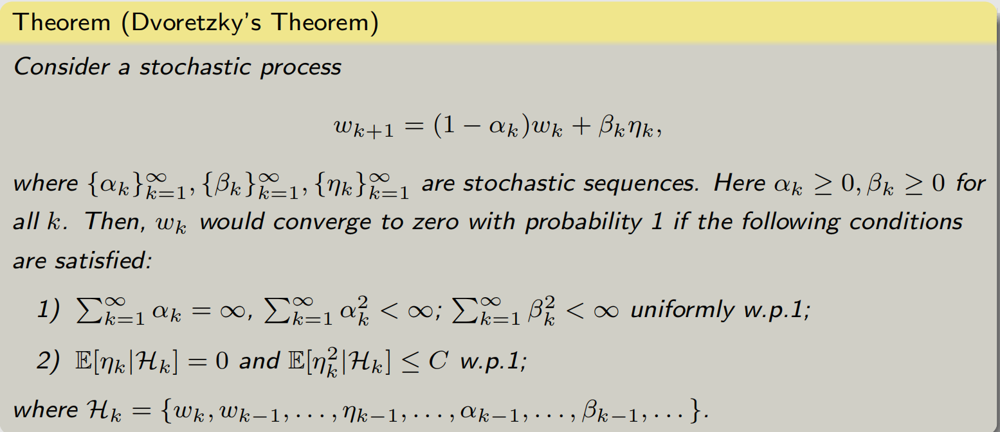 Theorem (Dvoretzky's Theorem)
Consider a stochastic process
$w_{k+1} = (1 - \alpha_k)w_k + \beta_k \eta_k,$
where $\{\alpha_k\}_{k=1}^{\infty}, \{\beta_k\}_{k=1}^{\infty}, \{\eta_k\}_{k=1}^{\infty}$ are stochastic sequences. Here $\alpha_k \geq 0, \beta_k \geq 0$ for
all $k$. Then, $w_k$ would converge to zero with probability 1 if the following conditions
are satisfied:
1) $\sum_{k=1}^{\infty} \alpha_k = \infty$, $\sum_{k=1}^{\infty} \alpha_k^2 < \infty$; $\sum_{k=1}^{\infty} \beta_k^2 < \infty$ uniformly w.p.1;
2) $\mathbb{E}[\eta_k|\mathcal{H}_k] = 0$ and $\mathbb{E}[\eta_k^2|\mathcal{H}_k] \leq C$ w.p.1;
where $\mathcal{H}_k = \{w_k, w_{k-1}, \ldots, \eta_{k-1}, \ldots, \alpha_{k-1}, \ldots, \beta_{k-1}, \ldots\}$.